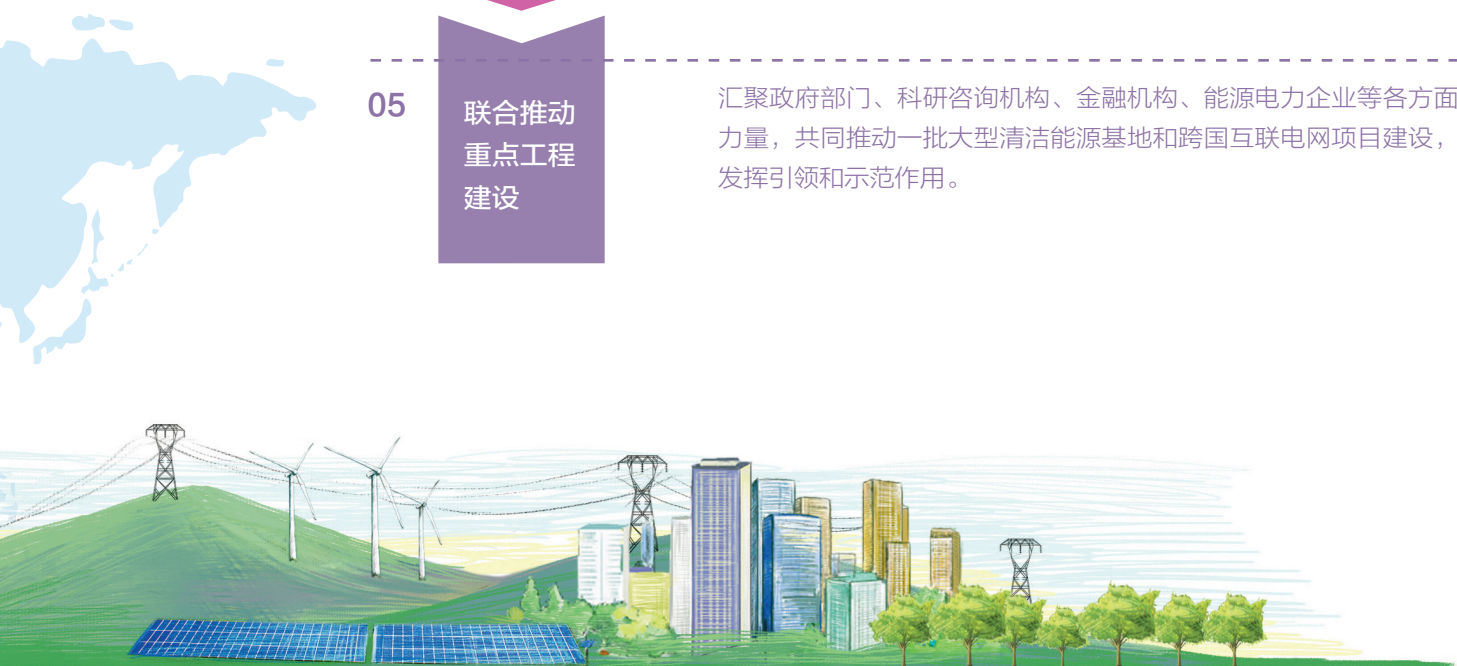 05
联合推动
重点工程
建设
汇聚政府部门、科研咨询机构、金融机构、能源电力企业等各方面
力量，共同推动一批大型清洁能源基地和跨国互联电网项目建设，
发挥引领和示范作用。